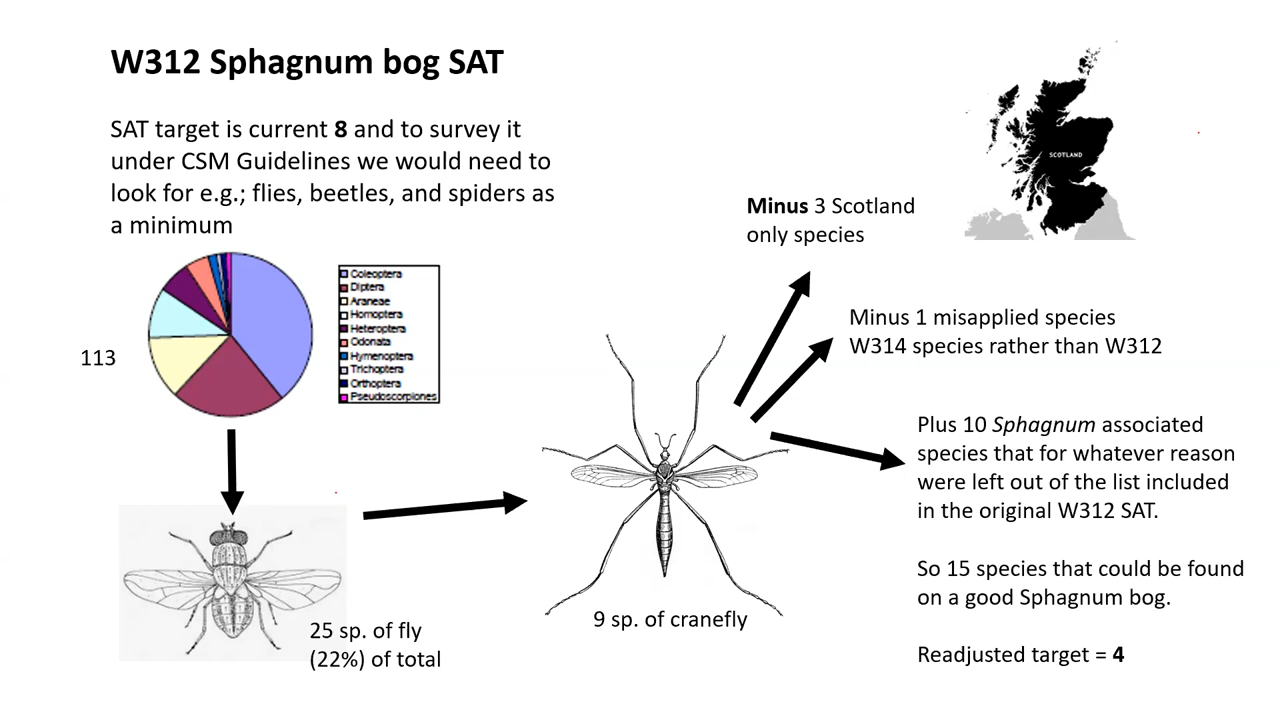 W312 Sphagnum bog SAT
SAT target is current 8 and to survey it
under CSM Guidelines we would need to
look for e.g.; flies, beetles, and spiders as
a minimum
113
Coleoptera
Diptera
Araneae
Homoptera
Heteroptera
Odonata
Hymenoptera
Trichoptera
Orthoptera
Pseudoscorpiones
25 sp. of fly
(22%) of total
9 sp. of cranefly
SCOTLAND
Minus 3 Scotland
only species
Minus 1 misapplied species
W314 species rather than W312
Plus 10 Sphagnum associated
species that for whatever reason
were left out of the list included
in the original W312 SAT.
So 15 species that could be found
on a good Sphagnum bog.
Readjusted target = 4